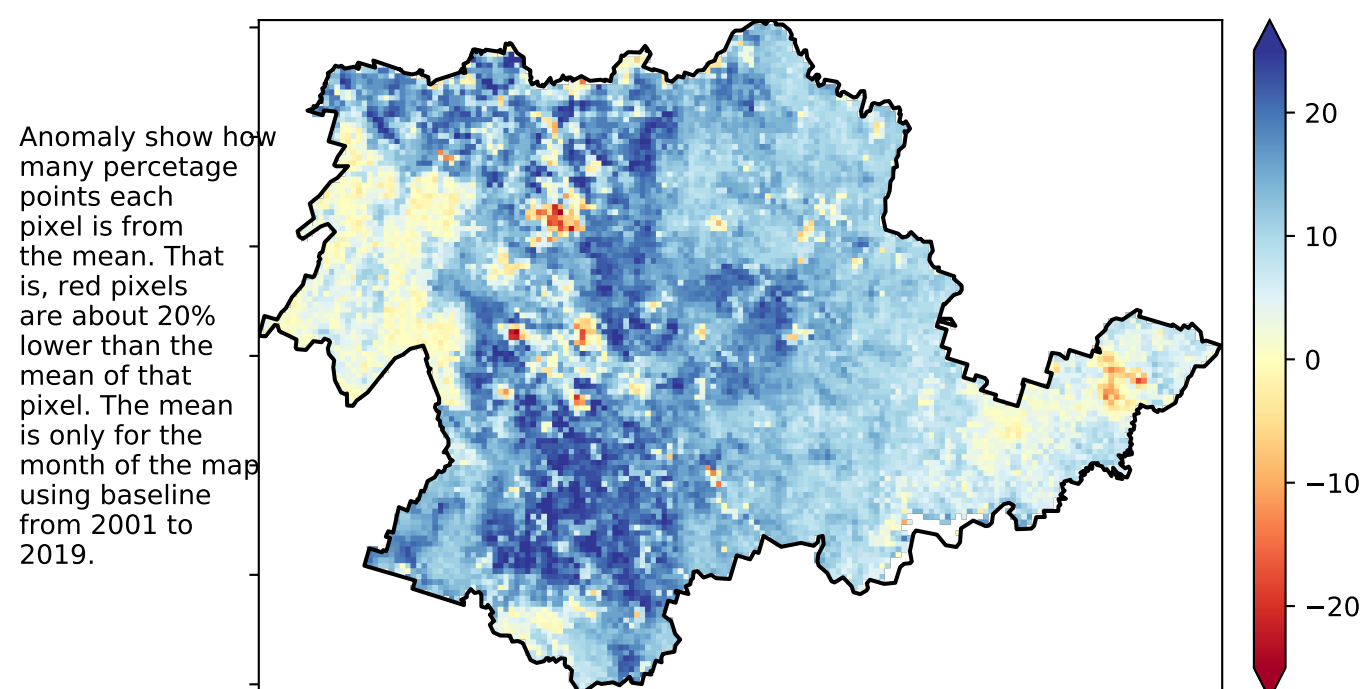 Anomaly show how
many percetage
points each
pixel is from
the mean. That
is, red pixels
are about 20%
lower than the
mean of that
pixel. The mean
is only for the
month of the map
using baseline
from 2001 to
2019.
20
10
0
−10
−20